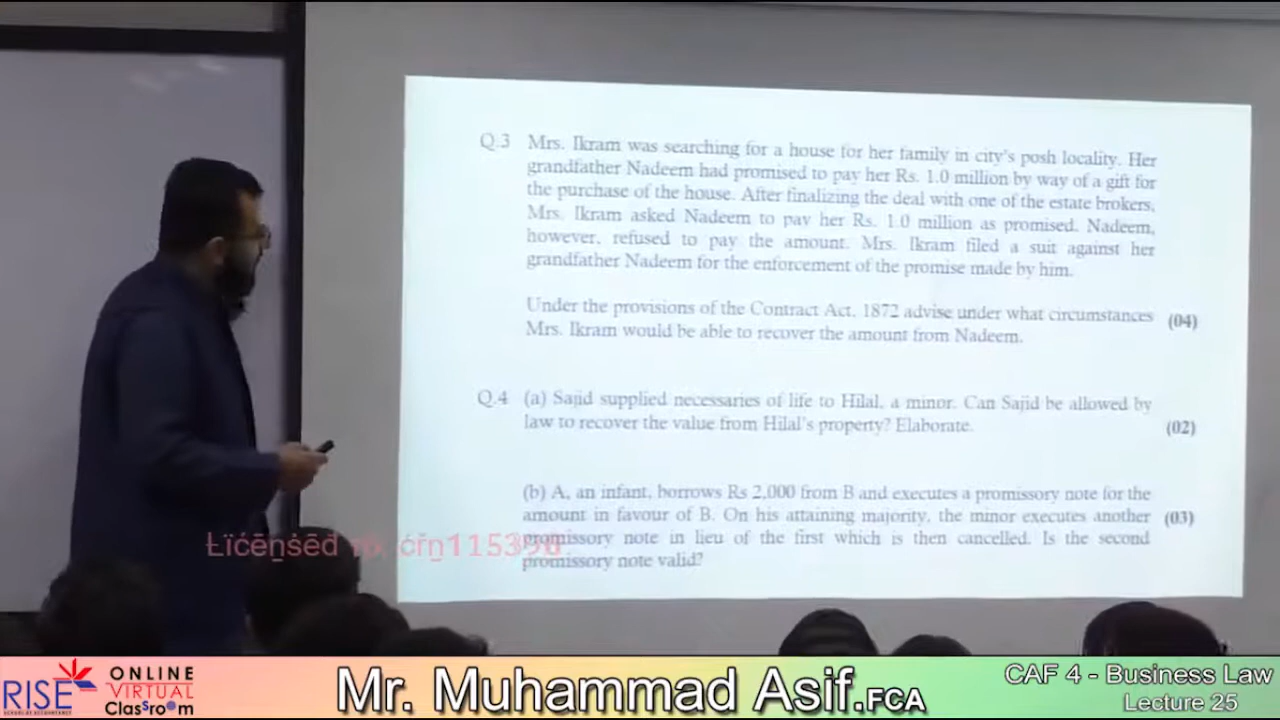 Q.3 Mrs. Ikram was searching for a house for her family in city's posh locality. Her
grandfather Nadeem had promised to pay her Rs. 1.0 million by way of a gift for
the purchase of the house. After finalizing the deal with one of the estate brokers,
Mrs. Ikram asked Nadeem to pay her Rs. 1.0 million as promised. Nadeem,
however, refused to pay the amount. Mrs. Ikram filed a suit against her
grandfather Nadeem for the enforcement of the promise made by him.
Under the provisions of the Contract Act, 1872 advise under what circumstances (04)
Mrs. Ikram would be able to recover the amount from Nadeem.
Q.4 (a) Sajid supplied necessaries of life to Hilal, a minor. Can Sajid be allowed by
law to recover the value from Hilal's property? Elaborate. (02)
(b) A, an infant, borrows Rs 2,000 from B and executes a promissory note for the
amount in favour of B. On his attaining majority, the minor executes another (03)
promissory note in lieu of the first which is then cancelled. Is the second
promissory note valid?
RISE
ONLINE
VIRTUAL
Classroom
Mr. Muhammad Asif.FCA
CAF 4 - Business Law
Lecture 25